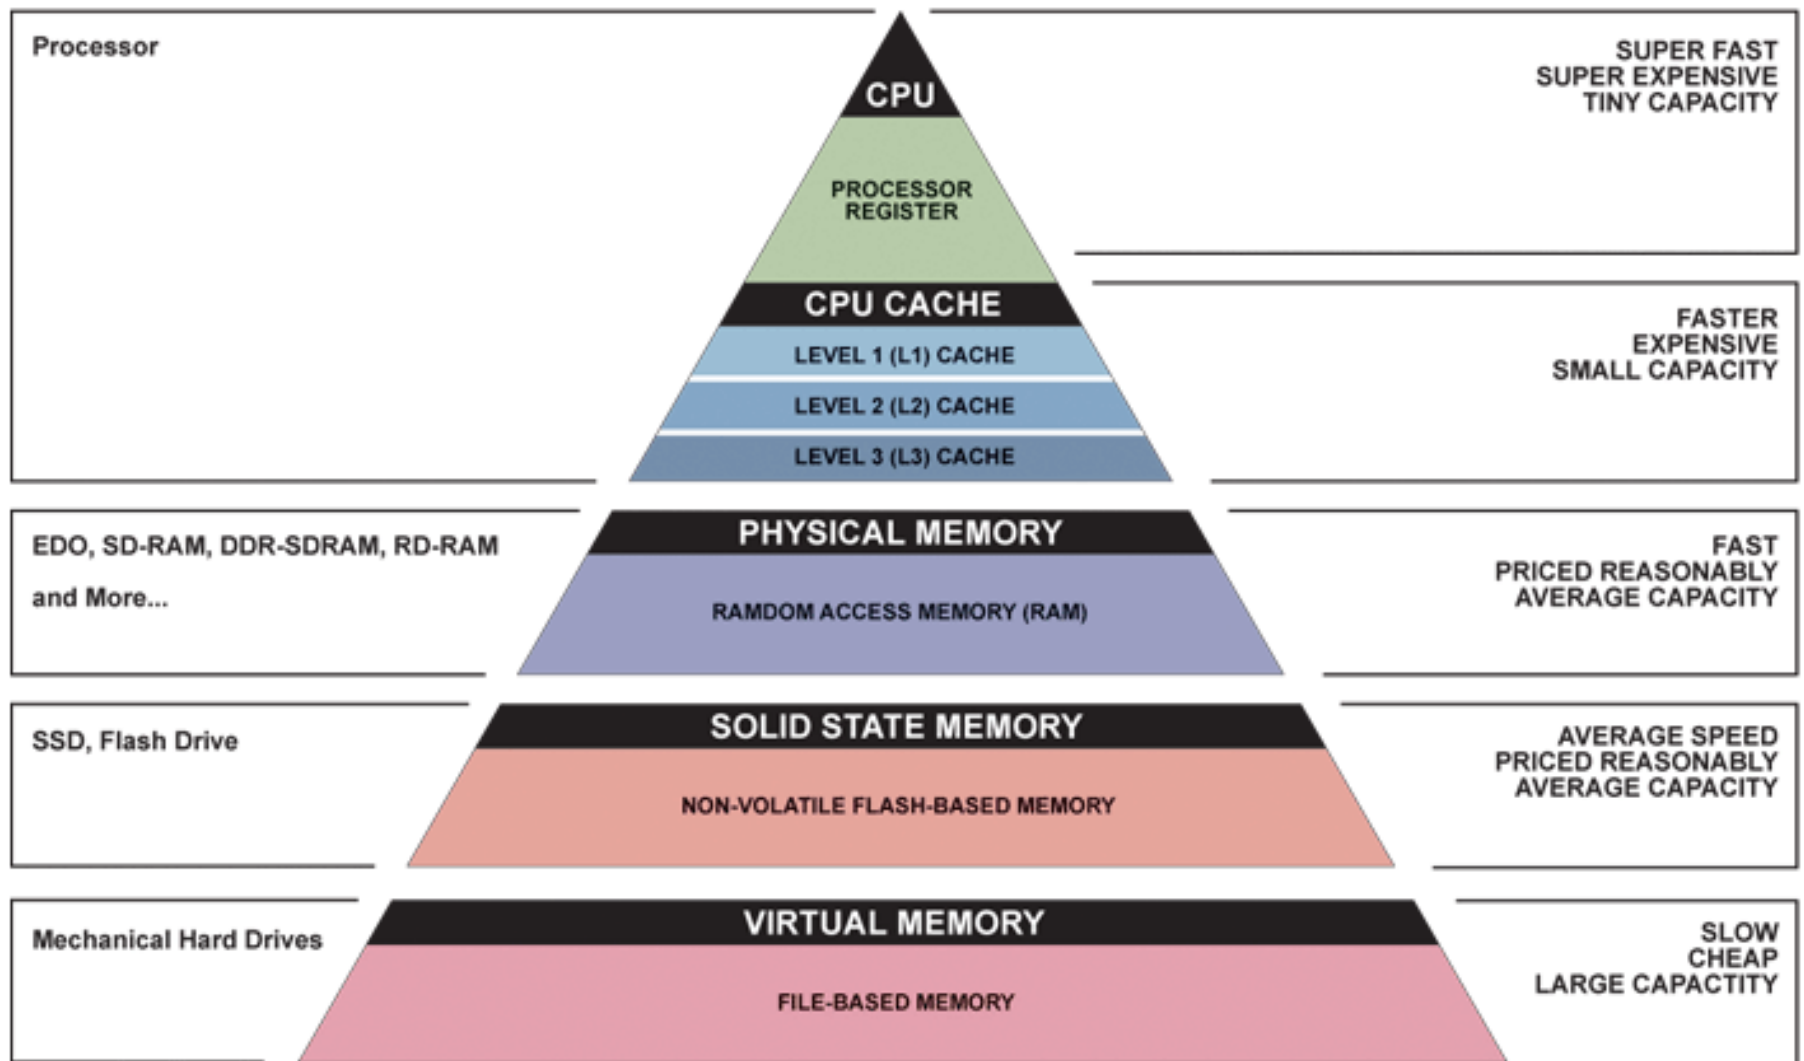 Processor
CPU
SUPER FAST
SUPER EXPENSIVE
TINY CAPACITY
PROCESSOR
REGISTER
CPU CACHE
LEVEL 1 (L1) CACHE
LEVEL 2 (L2) CACHE
LEVEL 3 (L3) CACHE
FASTER
EXPENSIVE
SMALL CAPACITY
EDO, SD-RAM, DDR-SDRAM, RD-RAM
and More...
PHYSICAL MEMORY
RAMDOM ACCESS MEMORY (RAM)
FAST
PRICED REASONABLY
AVERAGE CAPACITY
SSD, Flash Drive
SOLID STATE MEMORY
NON-VOLATILE FLASH-BASED MEMORY
AVERAGE SPEED
PRICED REASONABLY
AVERAGE CAPACITY
Mechanical Hard Drives
VIRTUAL MEMORY
FILE-BASED MEMORY
SLOW
CHEAP
LARGE CAPACTITY